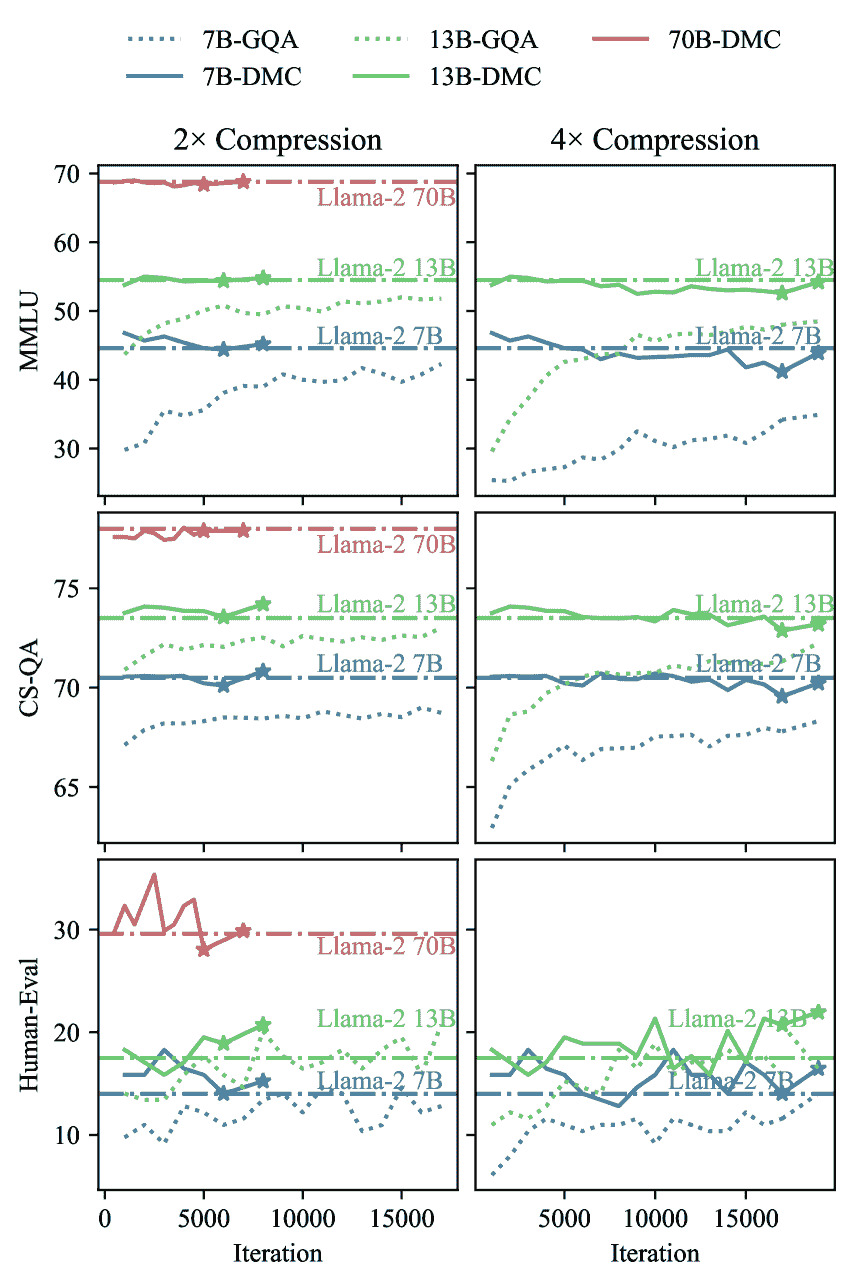 7B-GQA 13B-GQA 70B-DMC
7B-DMC 13B-DMC
2× Compression 4× Compression
MMLU
70
60
50
40
30
Llama-2 70B
Llama-2 13B
Llama-2 7B
Llama-2 13B
Llama-2 7B
CS-QA
75
70
65
Llama-2 70B
Llama-2 13B
Llama-2 7B
Llama-2 13B
Llama-2 7B
Human-Eval
30
20
10
Llama-2 70B
Llama-2 13B
Llama-2 7B
Llama-2 13B
Llama-2 7B
0 5000 10000 15000 5000 10000 15000
Iteration Iteration